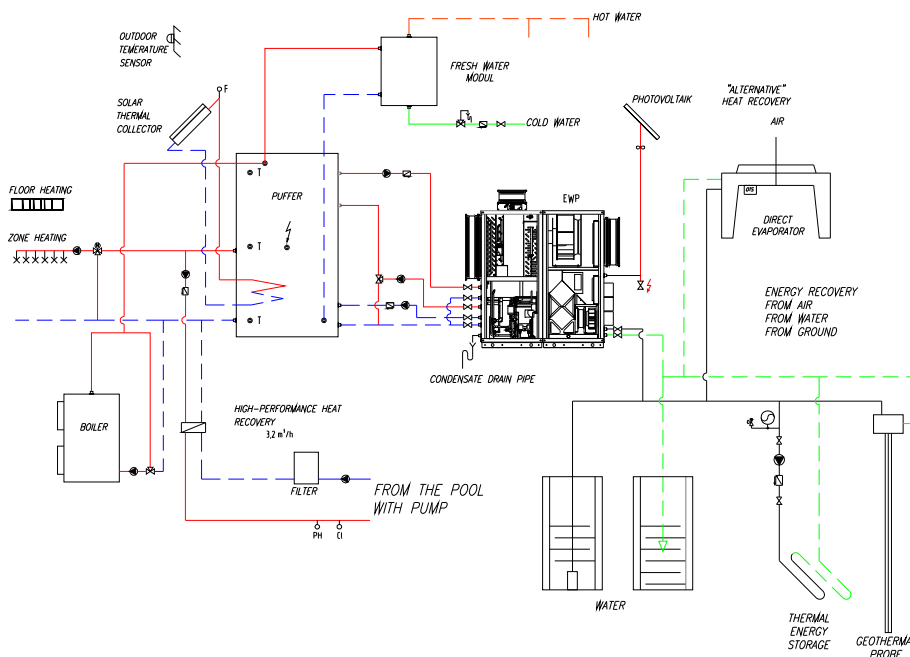 HOT WATER
OUTDOOR
TEMERATURE
SENSOR
FRESH WATER
MODUL
F
SOLAR
THERMAL
COLLECTOR
COLD WATER
PHOTOVOLTAIK
"ALTERNATIVE"
HEAT RECOVERY
AIR
T
PUFFER
FLOOR HEATING
EWP
OTS
DIRECT
EVAPORATOR
ZONE HEATING
T
ENERGY RECOVERY
FROM AIR
FROM WATER
FROM GROUND
T
CONDENSATE DRAIN PIPE
BOILER
HIGH-PERFORMANCE HEAT
RECOVERY
3,2 m³/h
FILTER
FROM THE POOL
WITH PUMP
PH
Cl
WATER
THERMAL
ENERGY
STORAGE
GEOTHERMA
PROBE